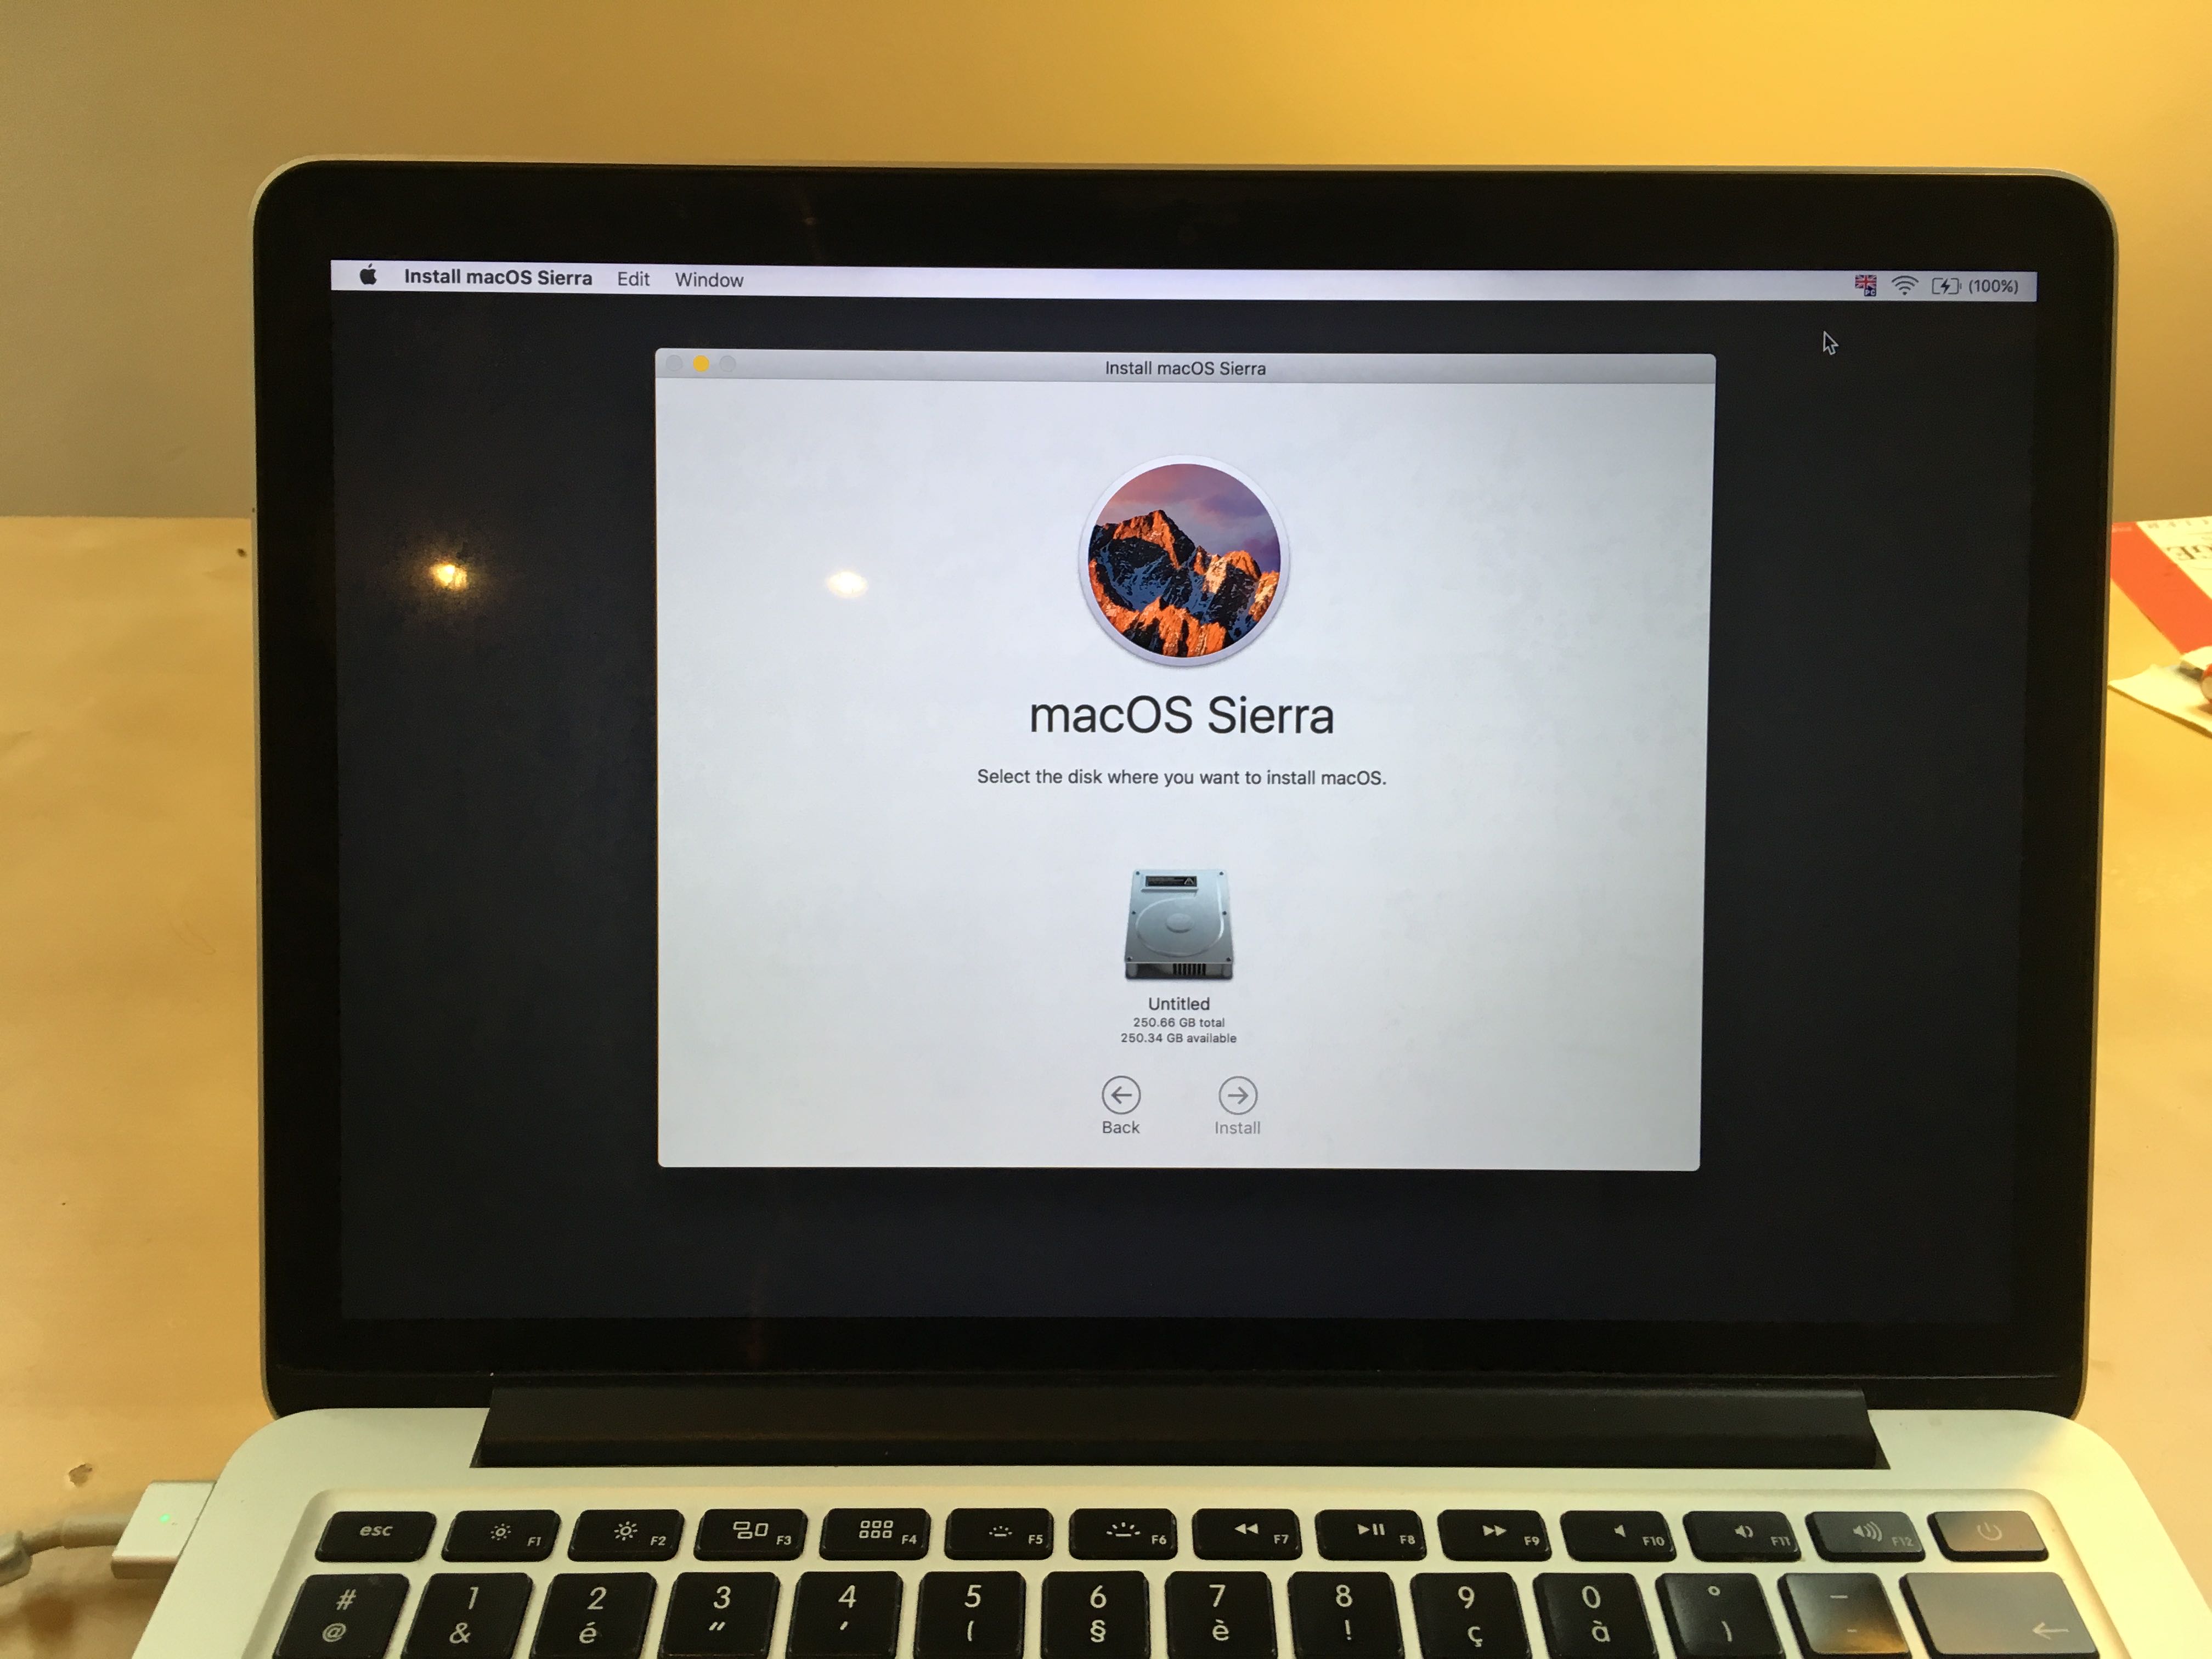 Install macOS Sierra Edit Window (100%)
Install macOS Sierra
macOS Sierra
Select the disk where you want to install macOS.
Untitled
250.66 GB total
250.34 GB available
Back Install
esc F1 F2 F3 F4 F5 F6 F7 F8 F9 F10 F11 F12
# 1 2 3 4 5 6 7 8 9 0 ° _
@ & é " ' ( § è ! ç à ) -